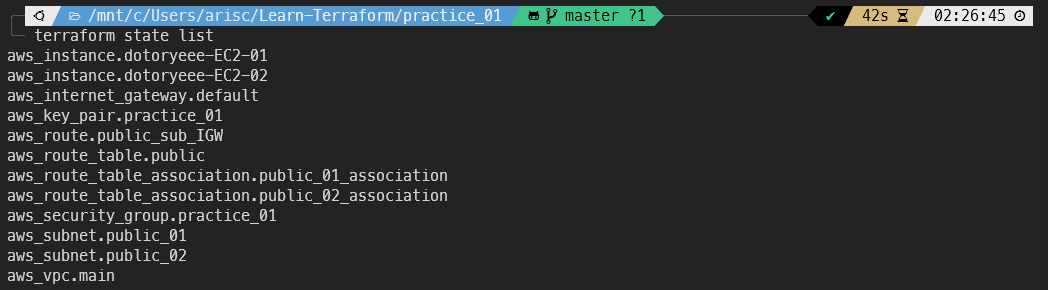 /mnt/c/Users/arisc/Learn-Terraform/practice_01 master ?1 ✔ 42s 02:26:45
terraform state list
aws_instance.dotoryeee-EC2-01
aws_instance.dotoryeee-EC2-02
aws_internet_gateway.default
aws_key_pair.practice_01
aws_route.public_sub_IGW
aws_route_table.public
aws_route_table_association.public_01_association
aws_route_table_association.public_02_association
aws_security_group.practice_01
aws_subnet.public_01
aws_subnet.public_02
aws_vpc.main